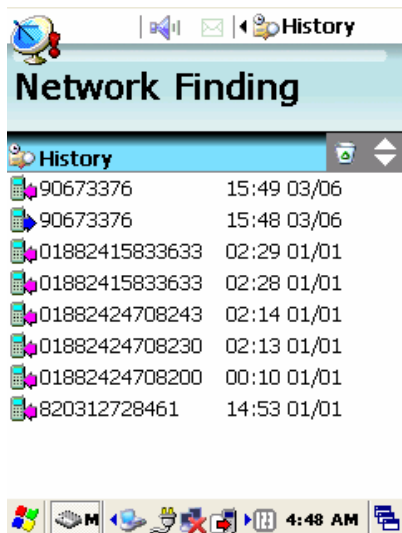 History
Network Finding
History
90673376 15:49 03/06
90673376 15:48 03/06
01882415833633 02:29 01/01
01882415833633 02:28 01/01
01882424708243 02:14 01/01
01882424708230 02:13 01/01
01882424708200 00:10 01/01
820312728461 14:53 01/01
M 4:48 AM